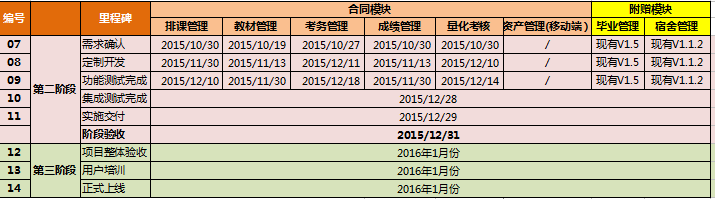 编号 里程碑 合同模块 附赠模块
排课管理 教材管理 考务管理 成绩管理 量化考核 资产管理(移动端) 毕业管理 宿舍管理
07 需求确认 2015/10/30 2015/10/19 2015/10/27 2015/10/30 2015/10/30 / 现有V1.5 现有V1.1.2
08 定制开发 2015/11/30 2015/11/13 2015/12/11 2015/11/13 2015/12/10 / 现有V1.5 现有V1.1.2
09 第二阶段 功能测试完成 2015/12/10 2015/11/30 2015/12/18 2015/11/30 2015/12/14 / 现有V1.5 现有V1.1.2
10 集成测试完成 2015/12/28
11 实施交付 2015/12/29
阶段验收 2015/12/31
12 项目整体验收 2016年1月份
13 第三阶段 用户培训 2016年1月份
14 正式上线 2016年1月份